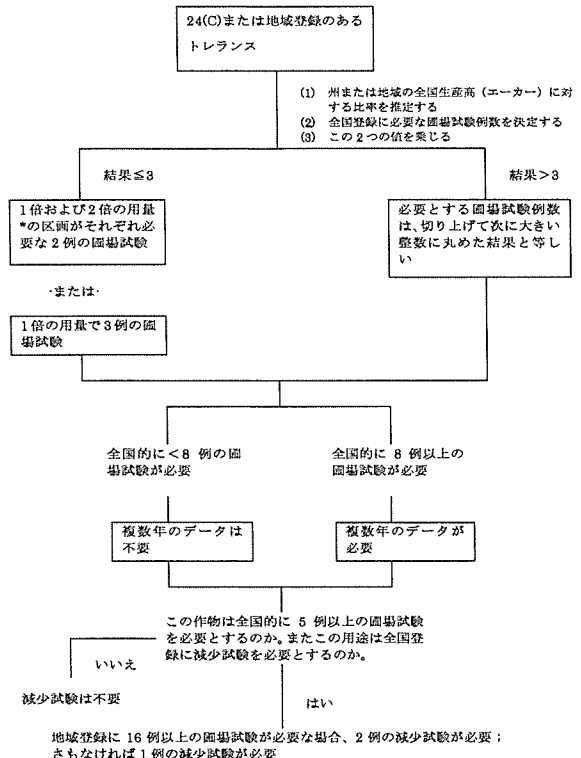 24(C)または地域登録のある
トレランス
(1) 州または地域の全国生産高（エーカー）に対
する比率を推定する
(2) 全国登録に必要な圃場試験例数を決定する
(3) この2つの値を乗じる
結果≦3
結果>3
1倍および2倍の用量
*の区画がそれぞれ必
要な2例の圃場試験
必要とする圃場試験例数
は、切り上げて次に大きい
整数に丸めた結果と等し
い
-または-
1倍の用量で3例の圃
場試験
全国的に<8 例の圃
場試験が必要
全国的に 8 例以上の
圃場試験が必要
複数年のデータは
不要
複数年のデータが
必要
この作物は全国的に 5 例以上の圃場試験
を必要とするのか。またこの用途は全国登
録に減少試験を必要とするのか。
いいえ
減少試験は不要
はい
地域登録に 16 例以上の圃場試験が必要な場合、2 例の減少試験が必要；
さもなければ1例の減少試験が必要